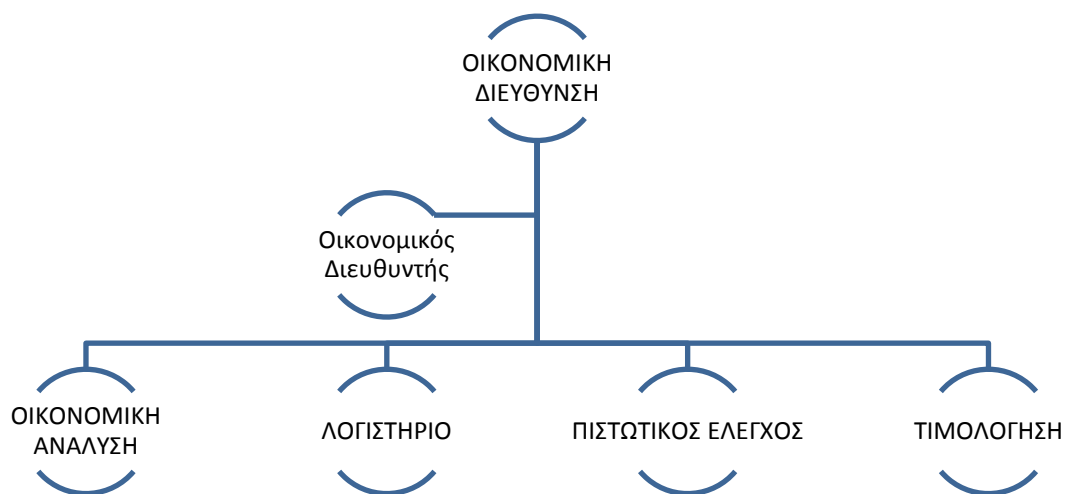 ΟΙΚΟΝΟΜΙΚΗ
ΔΙΕΥΘΥΝΣΗ
Οικονομικός
Διευθυντής
ΟΙΚΟΝΟΜΙΚΗ
ΑΝΑΛΥΣΗ
ΛΟΓΙΣΤΗΡΙΟ
ΠΙΣΤΩΤΙΚΟΣ ΕΛΕΓΧΟΣ
ΤΙΜΟΛΟΓΗΣΗ